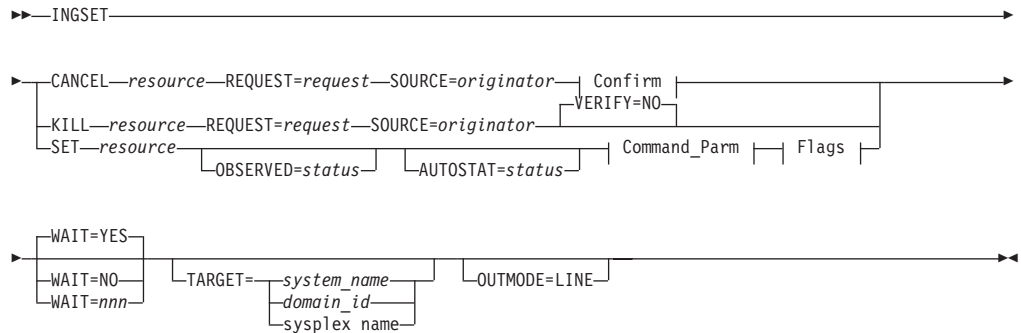 INGSET
CANCEL resource REQUEST=request SOURCE=originator Confirm
VERIFY=NO
KILL resource REQUEST=request SOURCE=originator
SET resource Command_Parm Flags
OBSERVED=status AUTOSTAT=status
WAIT=YES
WAIT=NO TARGET= system_name OUTMODE=LINE
WAIT=nnn domain_id
sysplex name